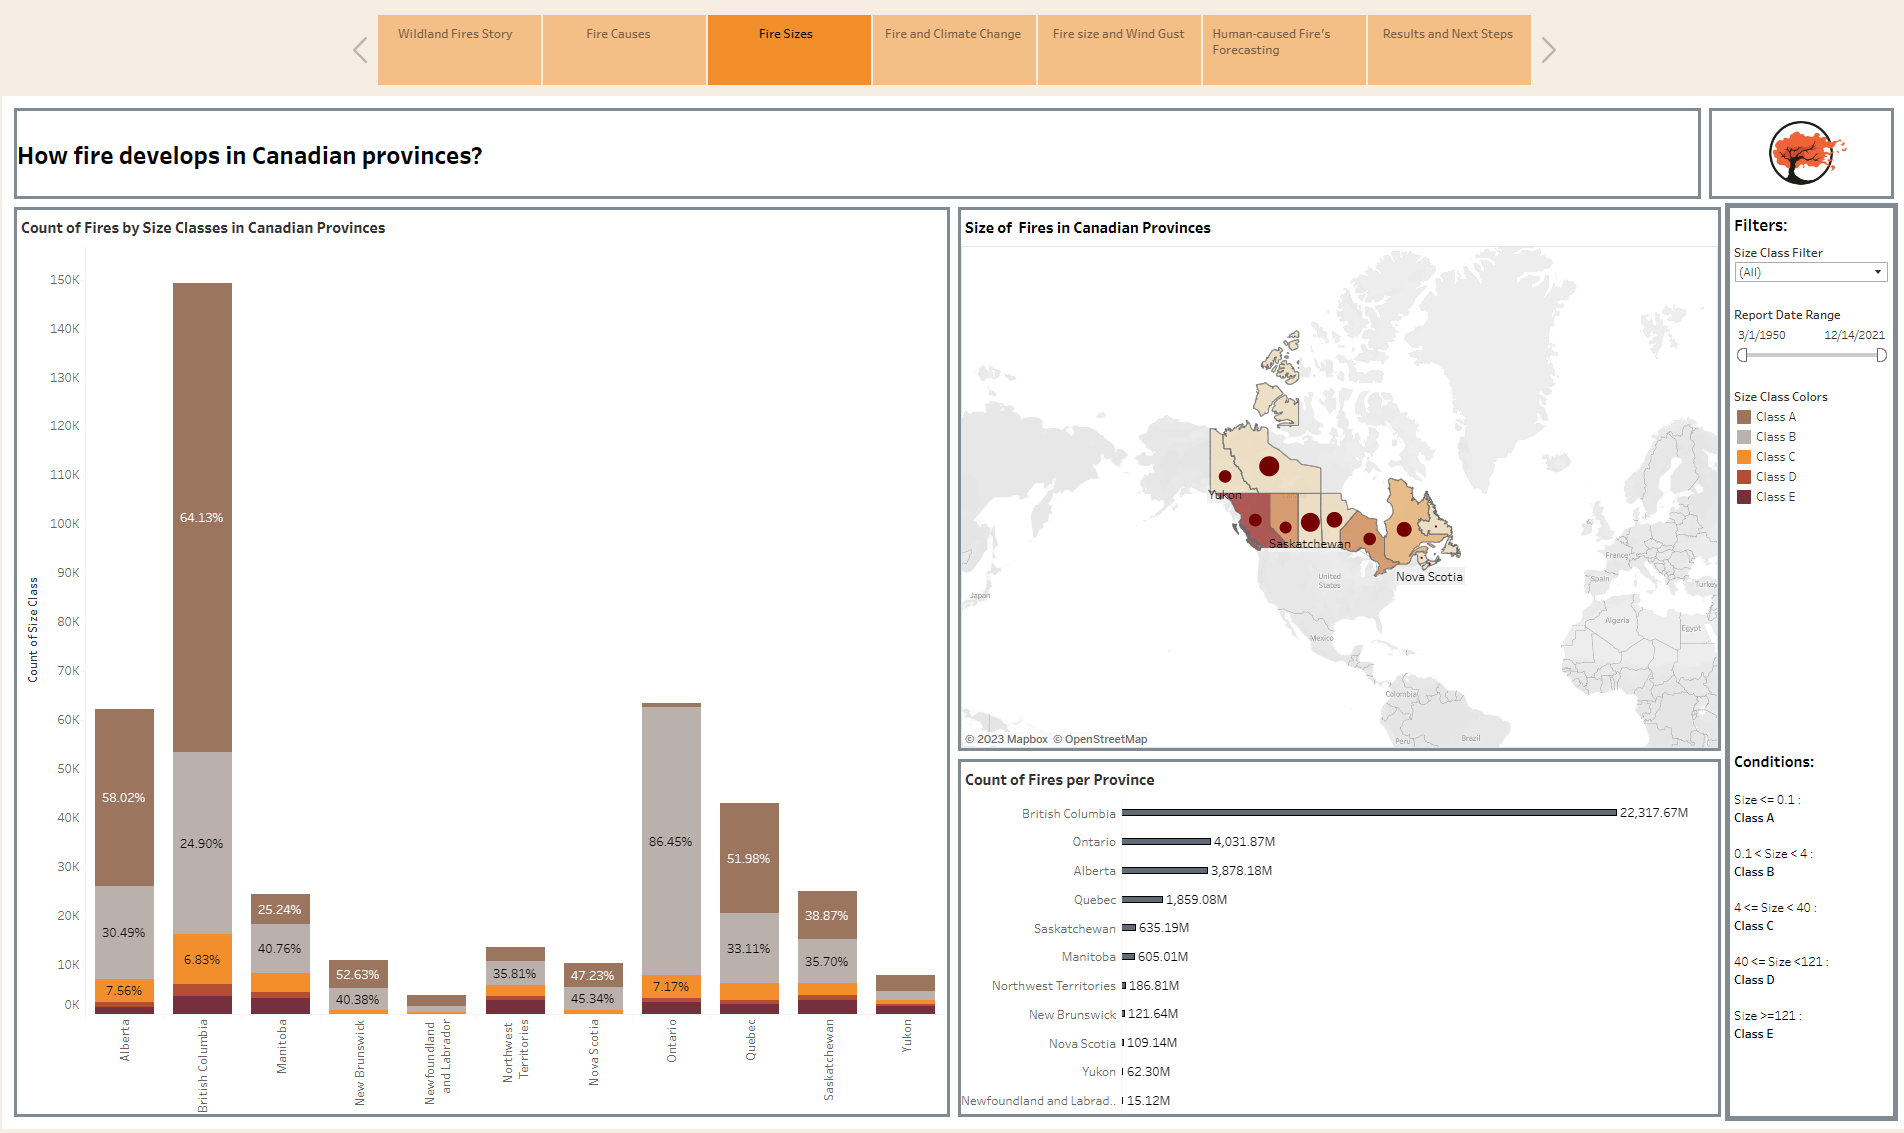 Wildland Fires Story
Fire Causes
Fire Sizes
Fire and Climate Change
Fire size and Wind Gust
Human-caused Fire's
Forecasting
Results and Next Steps
How fire develops in Canadian provinces?
Count of Fires by Size Classes in Canadian Provinces
Count of Size Class
150K
140K
130K
120K
110K
100K
90K
80K
70K
60K
50K
40K
30K
20K
10K
0K
58.02%
30.49%
7.56%
64.13%
24.90%
6.83%
25.24%
40.76%
52.63%
40.38%
35.81%
47.23%
45.34%
86.45%
7.17%
51.98%
33.11%
38.87%
35.70%
Alberta
British Columbia
Manitoba
New Brunswick
Newfoundland
and Labrador
Northwest
Territories
Nova Scotia
Ontario
Quebec
Saskatchewan
Yukon
Size of Fires in Canadian Provinces
Yukon
Saskatchewan
Nova Scotia
United
States
Mexico
Colombia
Peru
Brazil
Japan
France
Spain
Turkey
Algeria
Egypt
© 2023 Mapbox © OpenStreetMap
Count of Fires per Province
British Columbia 22,317.67M
Ontario 4,031.87M
Alberta 3,878.18M
Quebec 1,859.08M
Saskatchewan 635.19M
Manitoba 605.01M
Northwest Territories 186.81M
New Brunswick 121.64M
Nova Scotia 109.14M
Yukon 62.30M
Newfoundland and Labrad.. 15.12M
Filters:
Size Class Filter
(All)
Report Date Range
3/1/1950 12/14/2021
Size Class Colors
Class A
Class B
Class C
Class D
Class E
Conditions:
Size <= 0.1 :
Class A
0.1 < Size < 4 :
Class B
4 <= Size < 40 :
Class C
40 <= Size <121 :
Class D
Size >=121 :
Class E